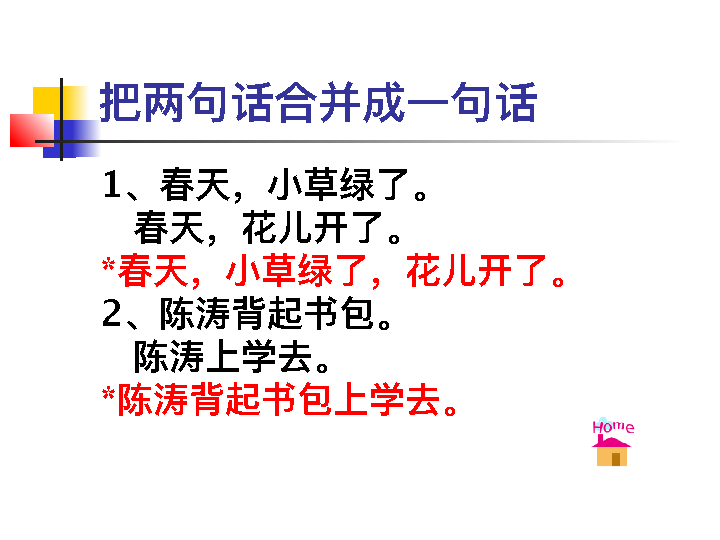 把两句话合并成一句话
1、春天，小草绿了。
春天，花儿开了。
*春天，小草绿了，花儿开了。
2、陈涛背起书包。
陈涛上学去。
*陈涛背起书包上学去。
Home